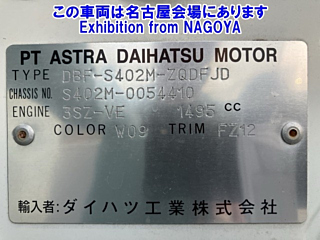 この車両は名古屋会場にあります
Exhibition from NAGOYA
PT ASTRA DAIHATSU MOTOR
TYPE DBF-S402M-ZQDFJD
CHASSIS NO. S402M-0054410
ENGINE 3SZ-VE 1495 CC
COLOR W09 TRIM FZ12
輸入者: ダイハツ工業株式会社